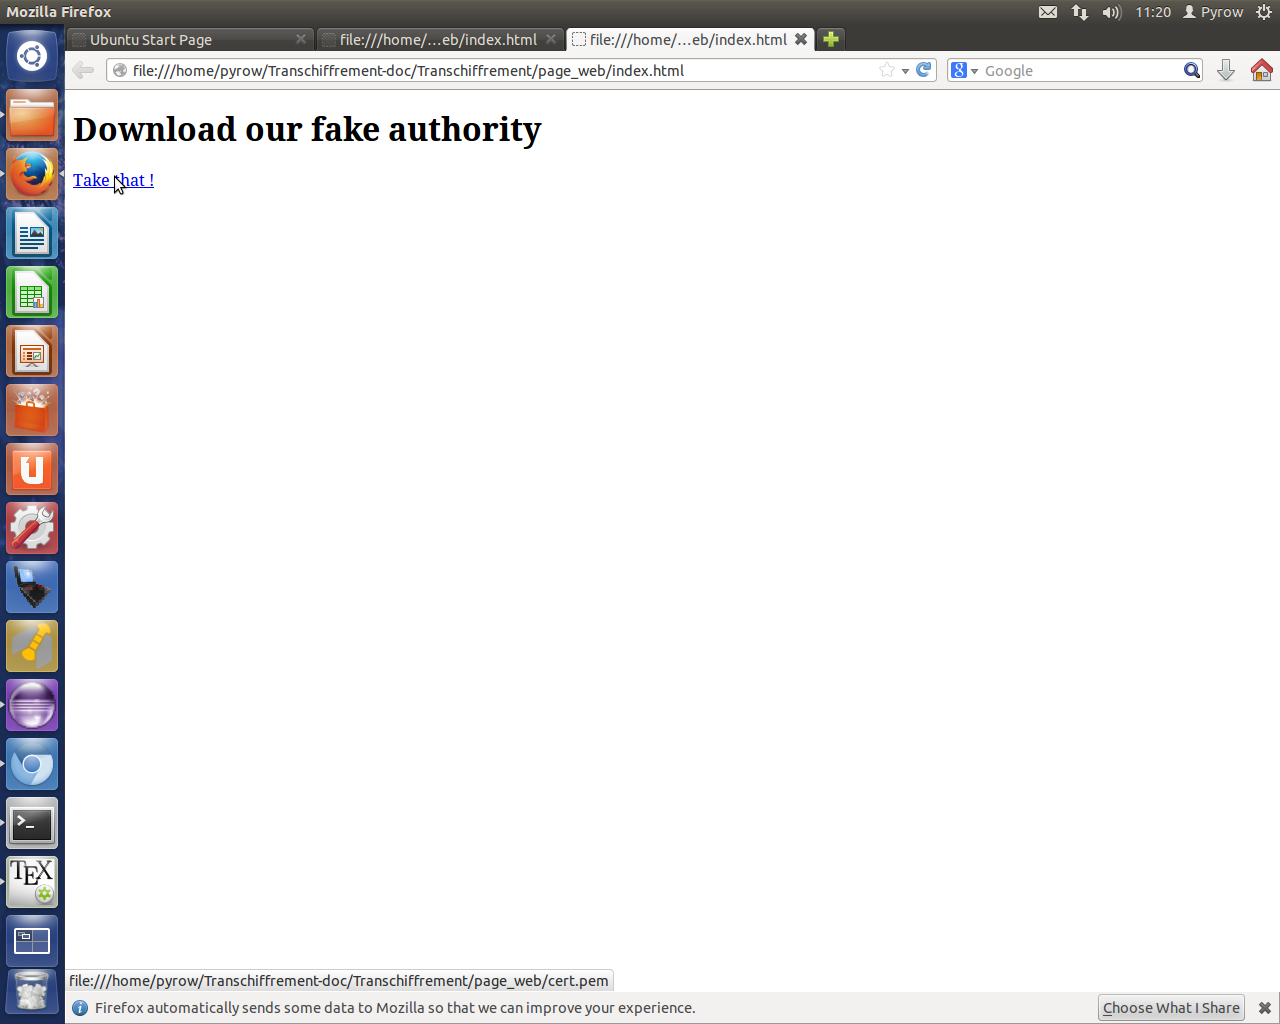 Mozilla Firefox
11:20
Pyrow
Ubuntu Start Page
file:///home/...eb/index.html
file:///home/...eb/index.html
file:///home/pyrow/Transchiffrement-doc/Transchiffrement/page_web/index.html
8
Google
Download our fake authority
Take that !
U
>_
TEX
file:///home/pyrow/Transchiffrement-doc/Transchiffrement/page_web/cert.pem
Firefox automatically sends some data to Mozilla so that we can improve your experience.
Choose What I Share